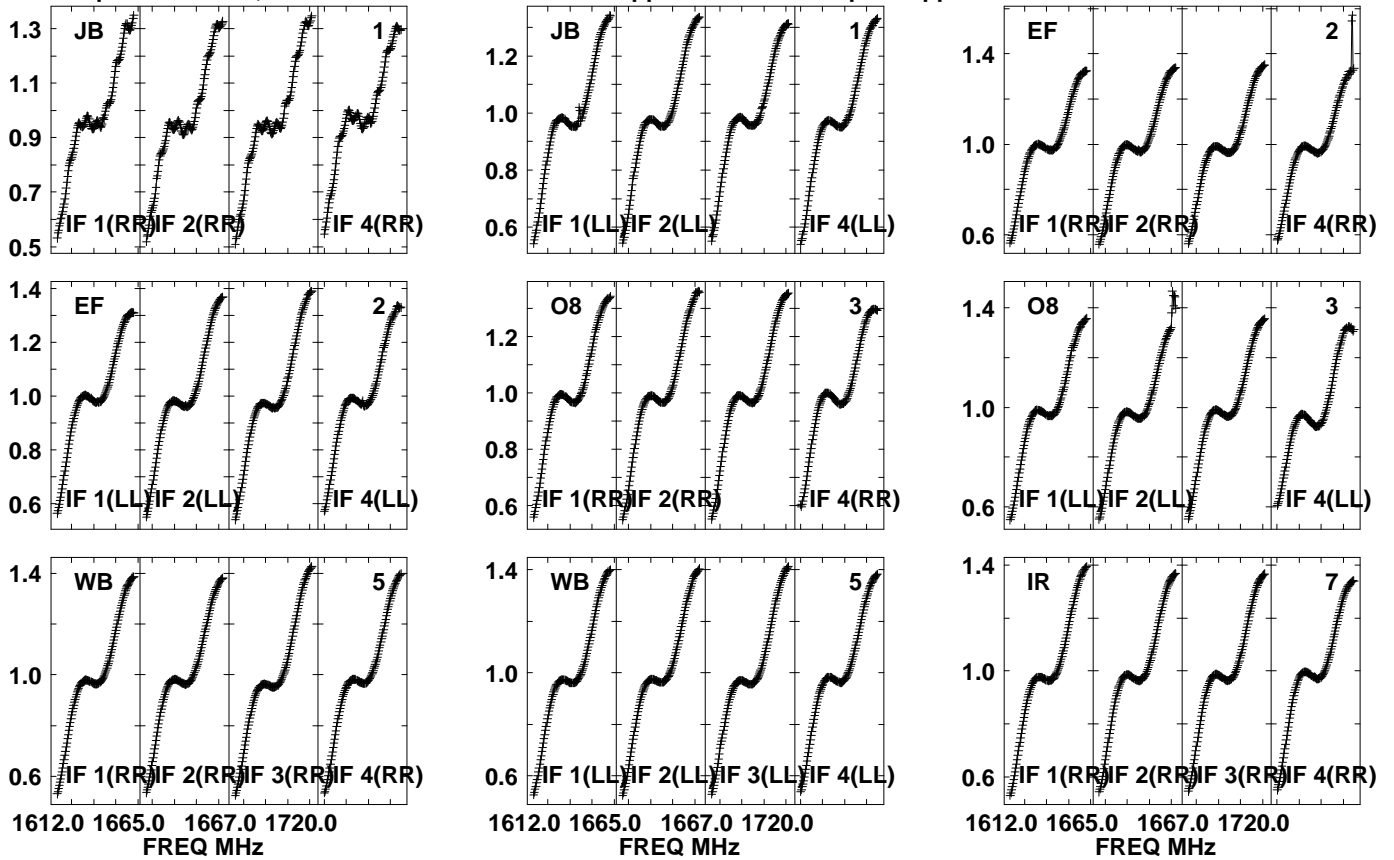 JB 1
1.3
1.1
0.9
0.7
0.5
IF 1(RR) IF 2(RR) IF 4(RR)
JB 1
1.4
1.2
1.0
0.8
0.6
IF 1(LL) IF 2(LL) IF 4(LL)
EF 2
1.4
1.0
0.6
IF 1(RR) IF 2(RR) IF 4(RR)
EF 2
1.4
1.2
1.0
0.8
0.6
IF 1(LL) IF 2(LL) IF 4(LL)
O8 3
1.2
1.0
0.8
0.6
IF 1(RR) IF 2(RR) IF 4(RR)
O8 3
1.4
1.0
0.6
IF 1(LL) IF 2(LL) IF 4(LL)
WB 5
1.4
1.0
0.6
IF 1(RR) IF 2(RR) IF 3(RR) IF 4(RR)
1612.0 1665.0 1667.0 1720.0
FREQ MHz
WB 5
1.4
1.0
0.6
IF 1(LL) IF 2(LL) IF 3(LL) IF 4(LL)
1612.0 1665.0 1667.0 1720.0
FREQ MHz
IR 7
1.4
1.0
0.6
IF 1(RR) IF 2(RR) IF 3(RR) IF 4(RR)
1612.0 1665.0 1667.0 1720.0
FREQ MHz